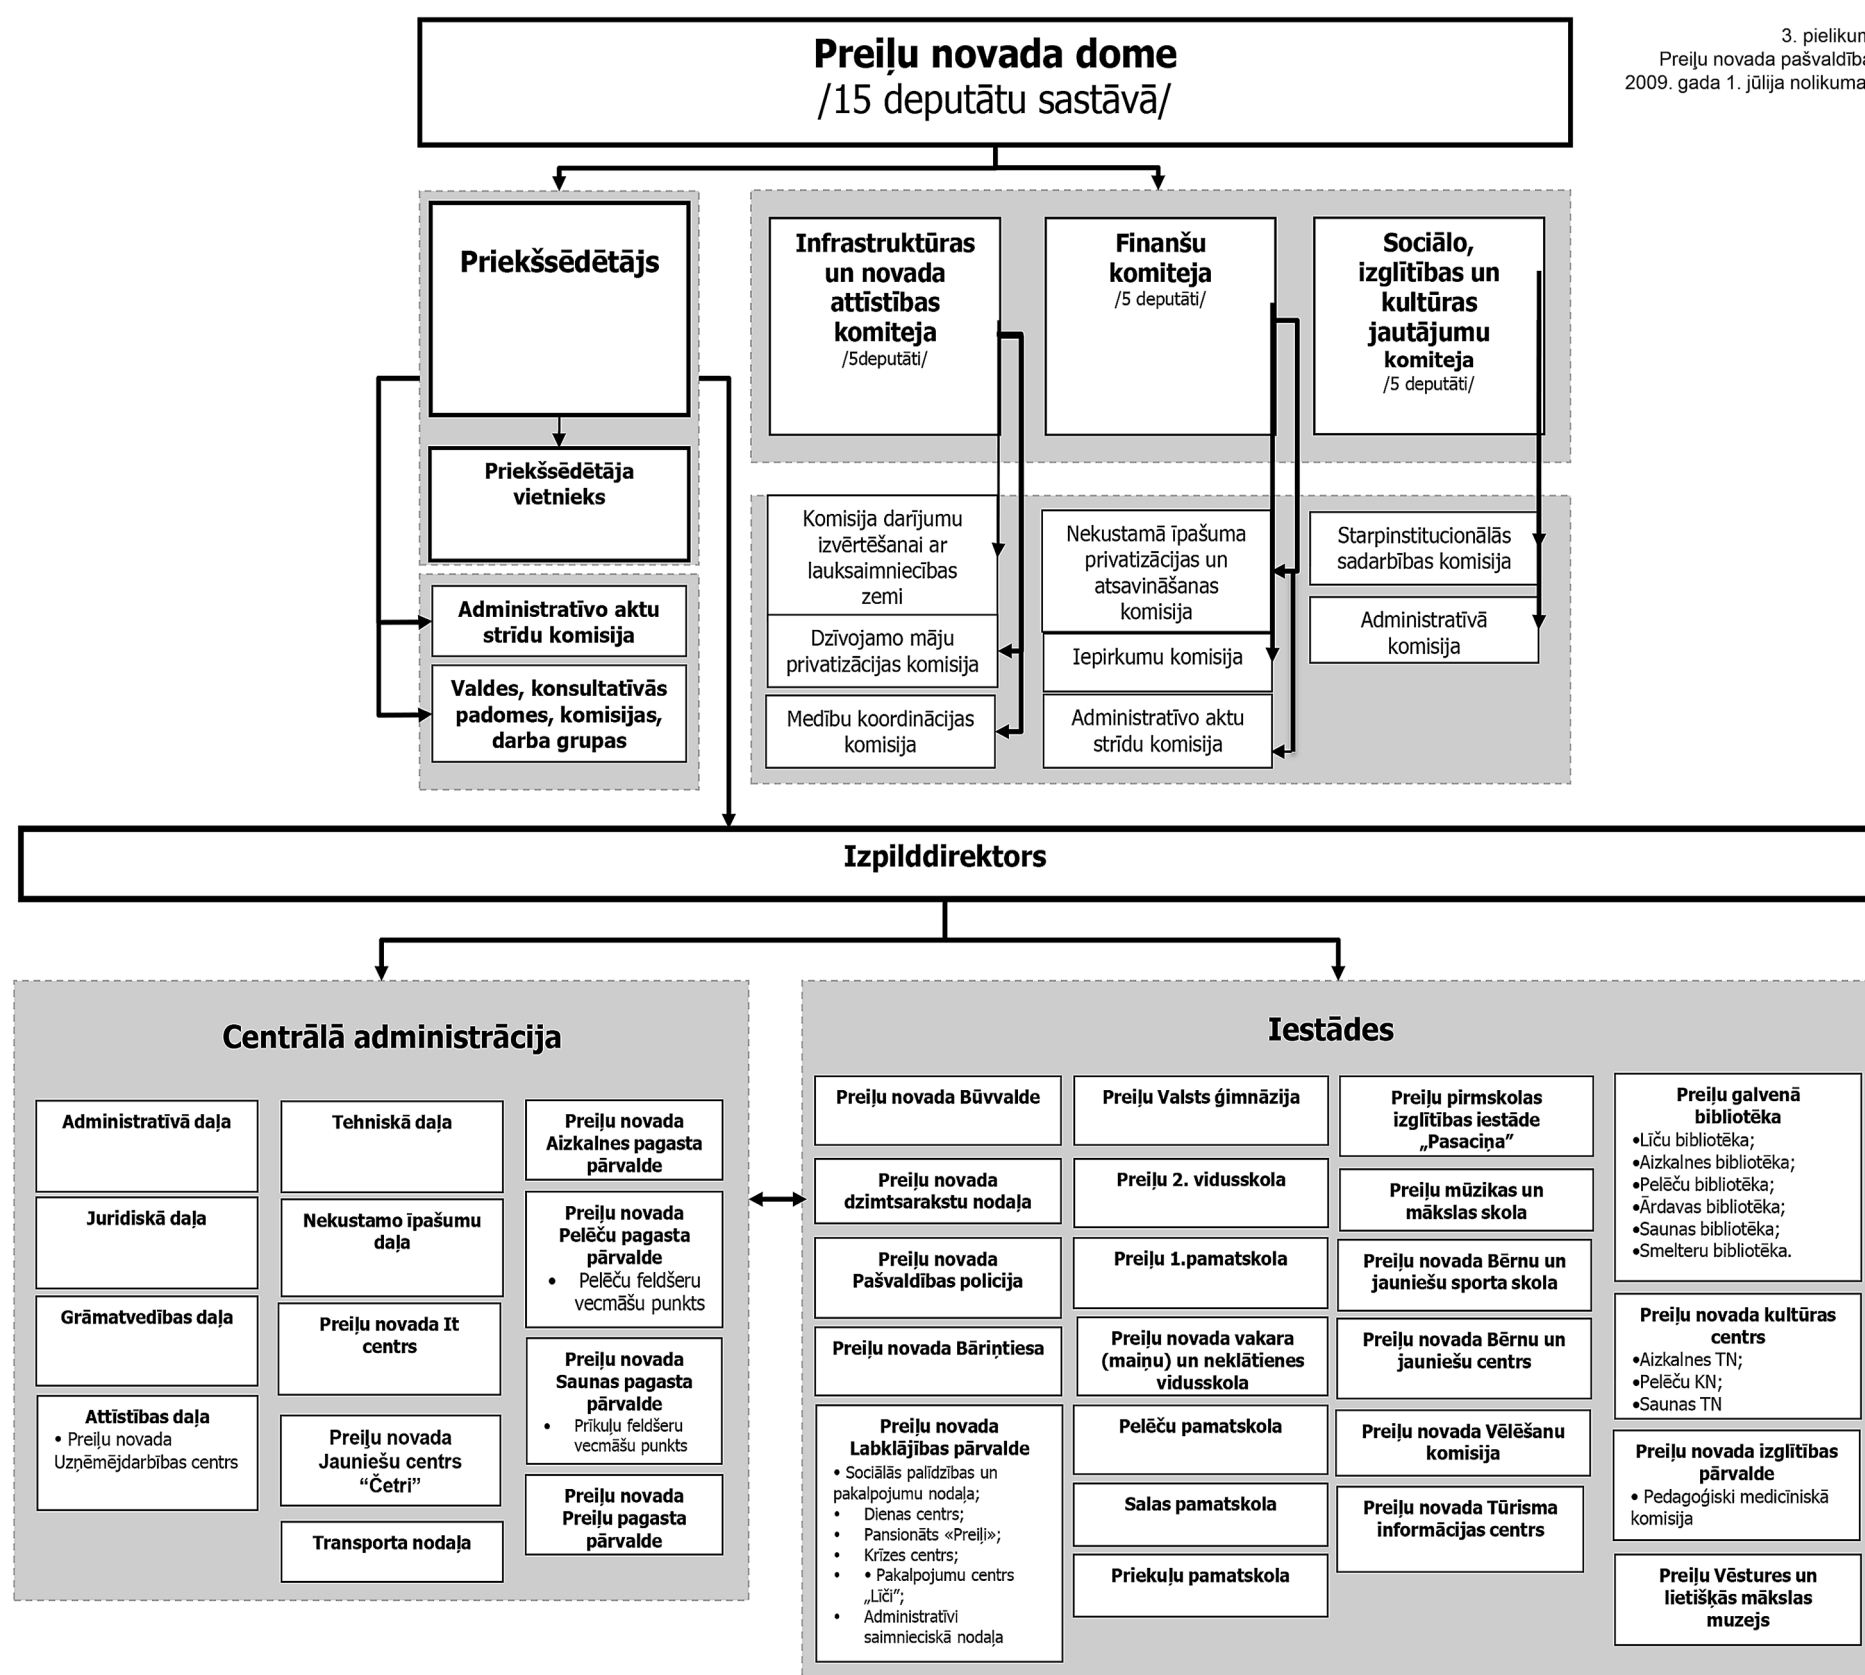 3. pielikum
Preiļu novada pašvaldība
2009. gada 1. jūlija nolikuma
Preiļu novada dome
/15 deputātu sastāvā/
Priekšsēdētājs
Priekšsēdētāja
vietnieks
Administratīvo aktu
strīdu komisija
Valdes, konsultatīvās
padomes, komisijas,
darba grupas
Infrastruktūras
un novada
attīstības
komiteja
/5deputāti/
Finanšu
komiteja
/5 deputāti/
Sociālo,
izglītības un
kultūras
jautājumu
komiteja
/5 deputāti/
Komisija darījumu
izvērtēšanai ar
lauksaimniecības
zemi
Dzīvojamo māju
privatizācijas komisija
Medību koordinācijas
komisija
Nekustamā īpašuma
privatizācijas un
atsavināšanas
komisija
Iepirkumu komisija
Administratīvo aktu
strīdu komisija
Starpinstitucionālās
sadarbības komisija
Administratīvā
komisija
Izpilddirektors
Centrālā administrācija
Administratīvā daļa
Juridiskā daļa
Grāmatvedības daļa
Attīstības daļa
• Preiļu novada
Uzņēmējdarbības centrs
Tehniskā daļa
Nekustamo īpašumu
daļa
Preiļu novada It
centrs
Preiļu novada
Jauniešu centrs
“Četri”
Transporta nodaļa
Preiļu novada
Aizkalnes pagasta
pārvalde
Preiļu novada
Pelēču pagasta
pārvalde
• Pelēču feldšeru
vecmāšu punkts
Preiļu novada
Saunas pagasta
pārvalde
• Prīkuļu feldšeru
vecmāšu punkts
Preiļu novada
Preiļu pagasta
pārvalde
Iestādes
Preiļu novada Būvvalde
Preiļu novada
dzimtsarakstu nodaļa
Preiļu novada
Pašvaldības policija
Preiļu novada Bāriņtiesa
Preiļu novada
Labklājības pārvalde
• Sociālās palīdzības un
pakalpojumu nodaļa;
• Dienas centrs;
• Pansionāts «Preiļi»;
• Krīzes centrs;
• • Pakalpojumu centrs
„Līči”;
• Administratīvi
saimnieciskā nodaļa
Preiļu Valsts ģimnāzija
Preiļu 2. vidusskola
Preiļu 1.pamatskola
Preiļu novada vakara
(maiņu) un neklātienes
vidusskola
Pelēču pamatskola
Salas pamatskola
Priekuļu pamatskola
Preiļu pirmskolas
izglītības iestāde
„Pasaciņa”
Preiļu mūzikas un
mākslas skola
Preiļu novada Bērnu un
jauniešu sporta skola
Preiļu novada Bērnu un
jauniešu centrs
Preiļu novada Vēlēšanu
komisija
Preiļu novada Tūrisma
informācijas centrs
Preiļu galvenā
bibliotēka
•Līču bibliotēka;
•Aizkalnes bibliotēka;
•Pelēču bibliotēka;
•Ārdavas bibliotēka;
•Saunas bibliotēka;
•Smelteru bibliotēka.
Preiļu novada kultūras
centrs
•Aizkalnes TN;
•Pelēču KN;
•Saunas TN
Preiļu novada izglītības
pārvalde
• Pedagoģiski medicīniskā
komisija
Preiļu Vēstures un
lietišķās mākslas
muzejs